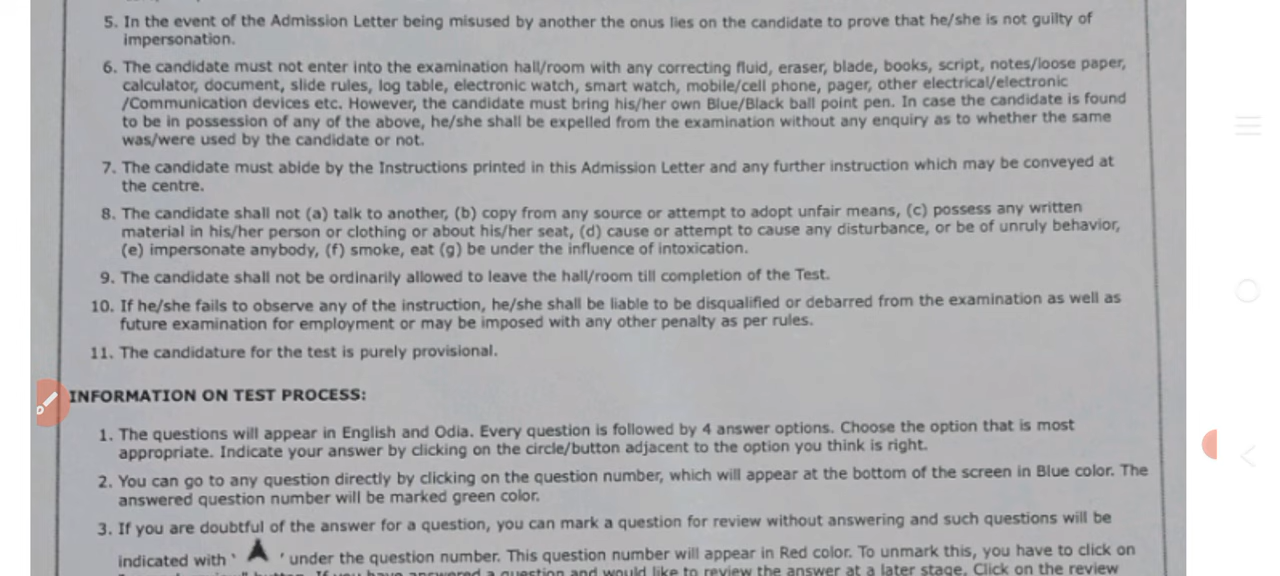 5. In the event of the Admission Letter being misused by another the onus lies on the candidate to prove that he/she is not guilty of
impersonation.
6. The candidate must not enter into the examination hall/room with any correcting fluid, eraser, blade, books, script, notes/loose paper,
calculator, document, slide rules, log table, electronic watch, smart watch, mobile/cell phone, pager, other electrical/electronic
/Communication devices etc. However, the candidate must bring his/her own Blue/Black ball point pen. In case the candidate is found
to be in possession of any of the above, he/she shall be expelled from the examination without any enquiry as to whether the same
was/were used by the candidate or not.
7. The candidate must abide by the Instructions printed in this Admission Letter and any further instruction which may be conveyed at
the centre.
8. The candidate shall not (a) talk to another, (b) copy from any source or attempt to adopt unfair means, (c) possess any written
material in his/her person or clothing or about his/her seat, (d) cause or attempt to cause any disturbance, or be of unruly behavior,
(e) impersonate anybody, (f) smoke, eat (g) be under the influence of intoxication.
9. The candidate shall not be ordinarily allowed to leave the hall/room till completion of the Test.
10. If he/she fails to observe any of the instruction, he/she shall be liable to be disqualified or debarred from the examination as well as
future examination for employment or may be imposed with any other penalty as per rules.
11. The candidature for the test is purely provisional.
INFORMATION ON TEST PROCESS:
1. The questions will appear in English and Odia. Every question is followed by 4 answer options. Choose the option that is most
appropriate. Indicate your answer by clicking on the circle/button adjacent to the option you think is right.
2. You can go to any question directly by clicking on the question number, which will appear at the bottom of the screen in Blue color. The
answered question number will be marked green color.
3. If you are doubtful of the answer for a question, you can mark a question for review without answering and such questions will be
indicated with ' ' under the question number. This question number will appear in Red color. To unmark this, you have to click on
button. If you have answered a question and would like to review the answer at a later stage. Click on the review